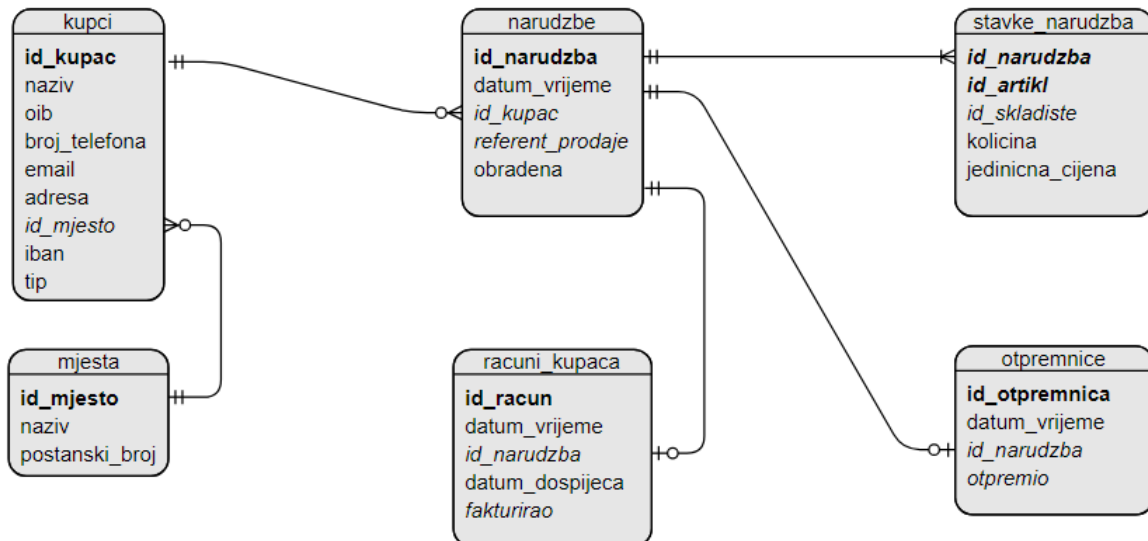 kupci
id_kupac
naziv
oib
broj_telefona
email
adresa
id_mjesto
iban
tip
narudzbe
id_narudzba
datum_vrijeme
id_kupac
referent_prodaje
obradena
stavke_narudzba
id_narudzba
id_artikl
id_skladiste
kolicina
jedinicna_cijena
mjesta
id_mjesto
naziv
postanski_broj
racuni_kupaca
id_racun
datum_vrijeme
id_narudzba
datum_dospijeca
fakturirao
otpremnice
id_otpremnica
datum_vrijeme
id_narudzba
otpremio